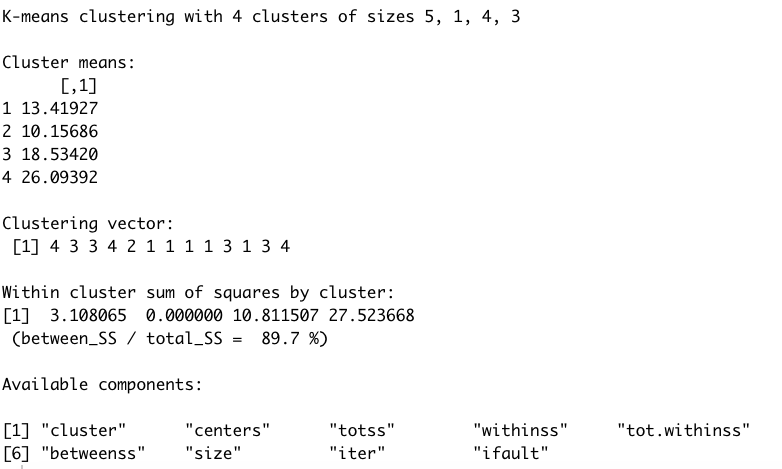 K-means clustering with 4 clusters of sizes 5, 1, 4, 3
Cluster means:
[,1]
1 13.41927
2 10.15686
3 18.53420
4 26.09392
Clustering vector:
[1] 4 3 3 4 2 1 1 1 1 3 1 3 4
Within cluster sum of squares by cluster:
[1]  3.108065  0.000000 10.811507 27.523668
(between_SS / total_SS =  89.7 %)
Available components:
[1] "cluster"      "centers"      "totss"        "withinss"     "tot.withinss"
[6] "betweenss"    "size"         "iter"         "ifault"